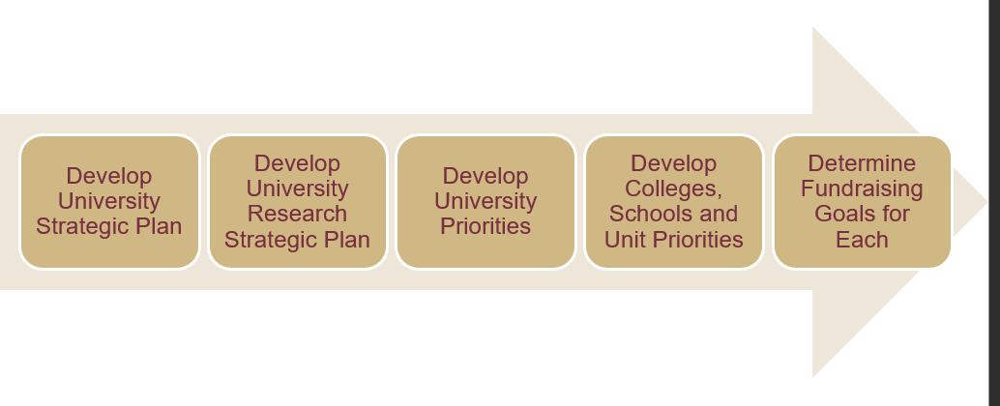 Develop
University
Strategic Plan
Develop
University
Research
Strategic Plan
Develop
University
Priorities
Develop
Colleges,
Schools and
Unit Priorities
Determine
Fundraising
Goals for
Each